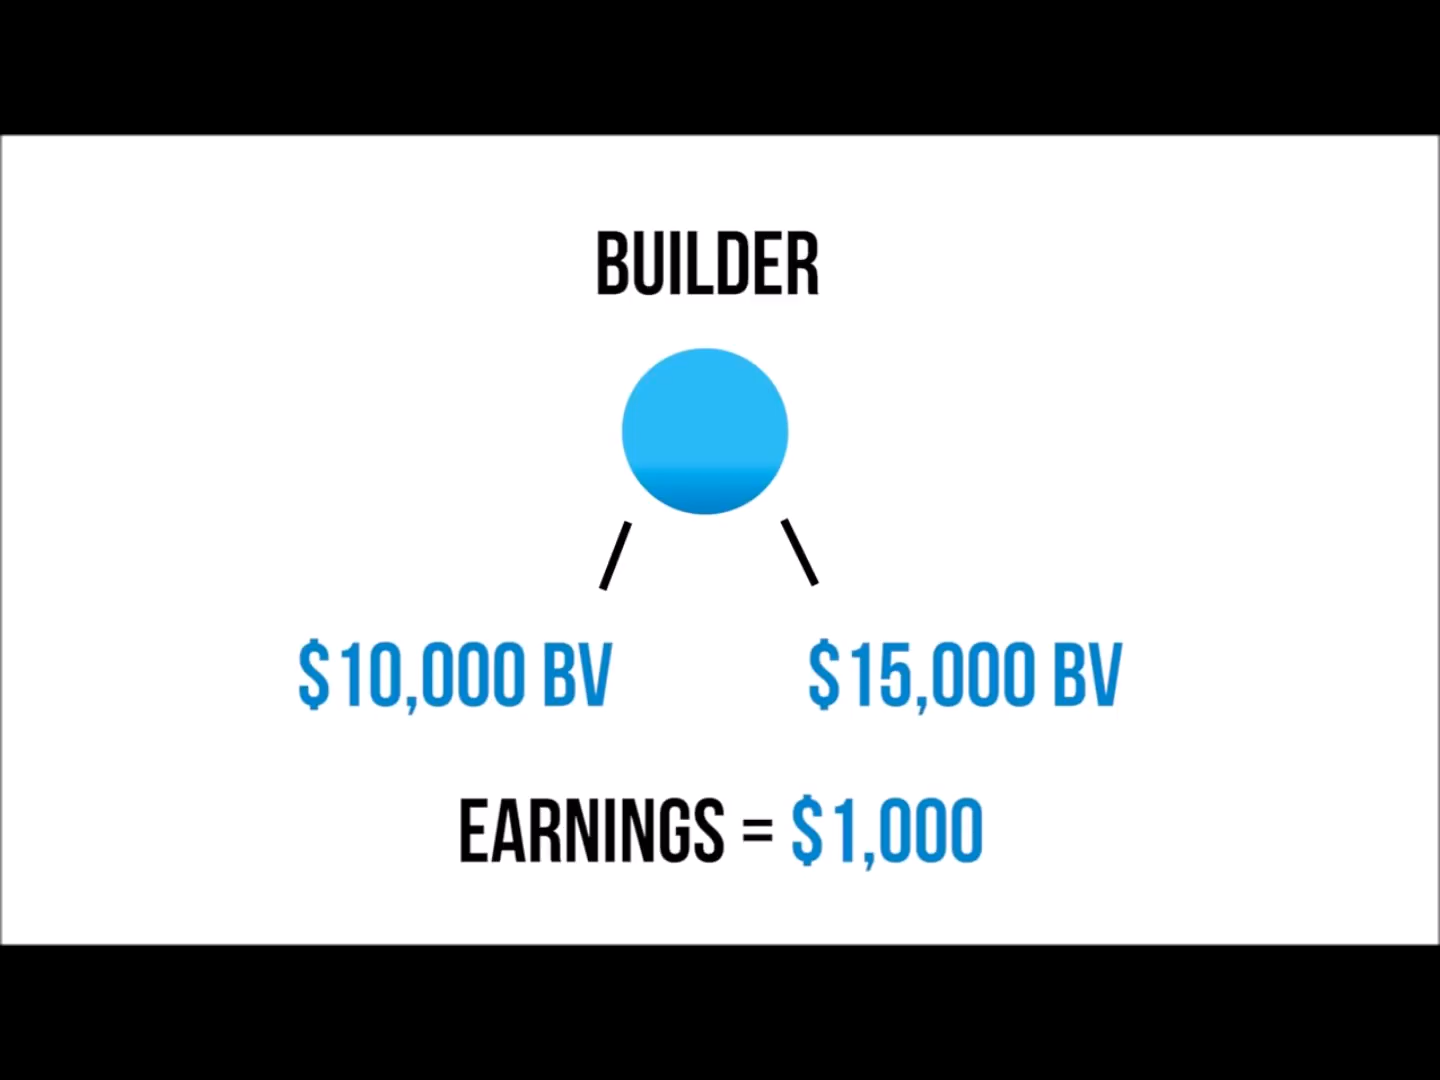 BUILDER
$10,000 BV
$15,000 BV
EARNINGS = $1,000